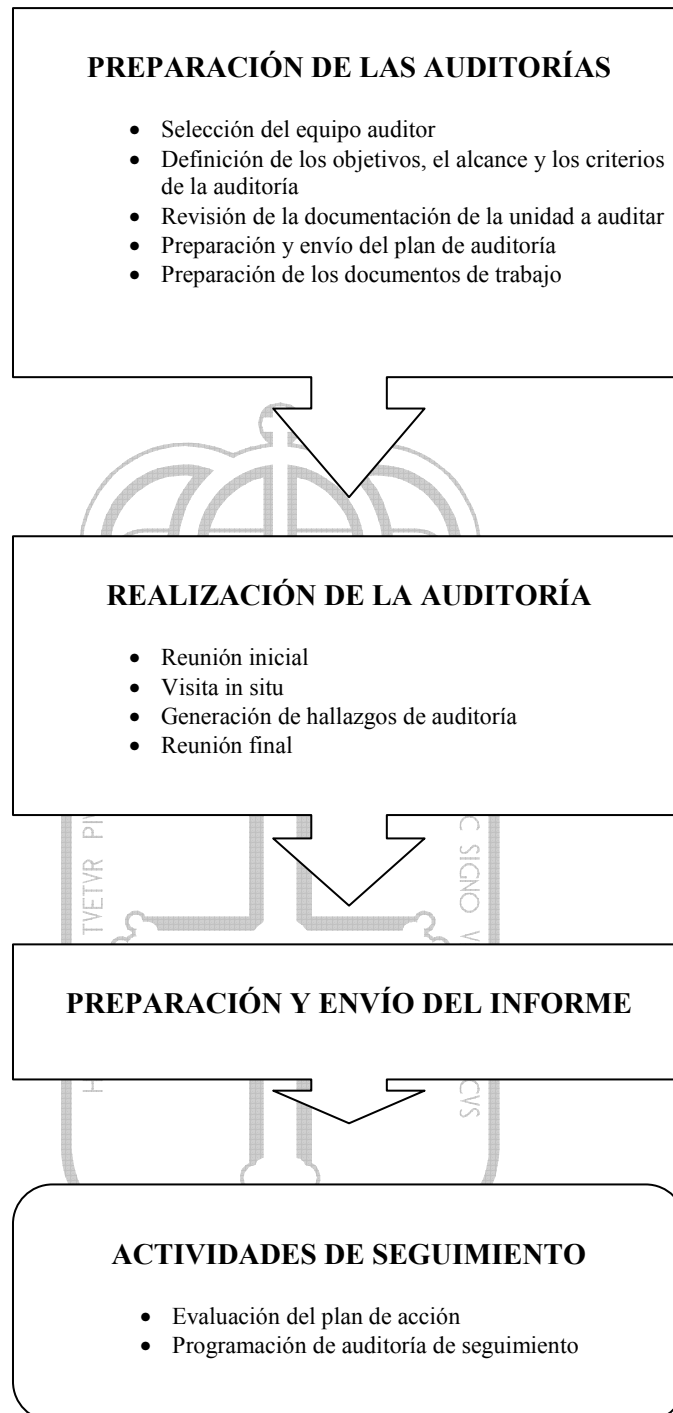 PREPARACIÓN DE LAS AUDITORÍAS
• Selección del equipo auditor
• Definición de los objetivos, el alcance y los criterios
de la auditoría
• Revisión de la documentación de la unidad a auditar
• Preparación y envío del plan de auditoría
• Preparación de los documentos de trabajo
REALIZACIÓN DE LA AUDITORÍA
• Reunión inicial
• Visita in situ
• Generación de hallazgos de auditoría
• Reunión final
TVETVR
SIGNO
PREPARACIÓN Y ENVÍO DEL INFORME
ACTIVIDADES DE SEGUIMIENTO
• Evaluación del plan de acción
• Programación de auditoría de seguimiento